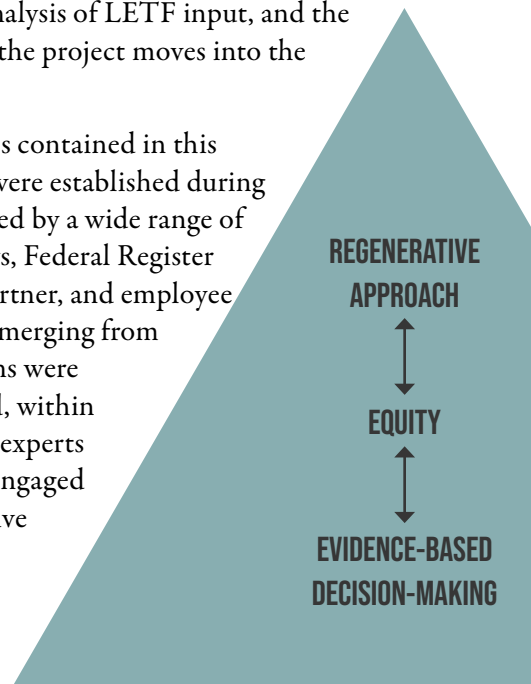 nalysis of LETF input, and the
the project moves into the
s contained in this
were established during
ed by a wide range of
s, Federal Register
rtner, and employee
merging from
ns were
l, within
experts
ngaged
ve
REGENERATIVE
APPROACH
EQUITY
EVIDENCE-BASED
DECISION-MAKING